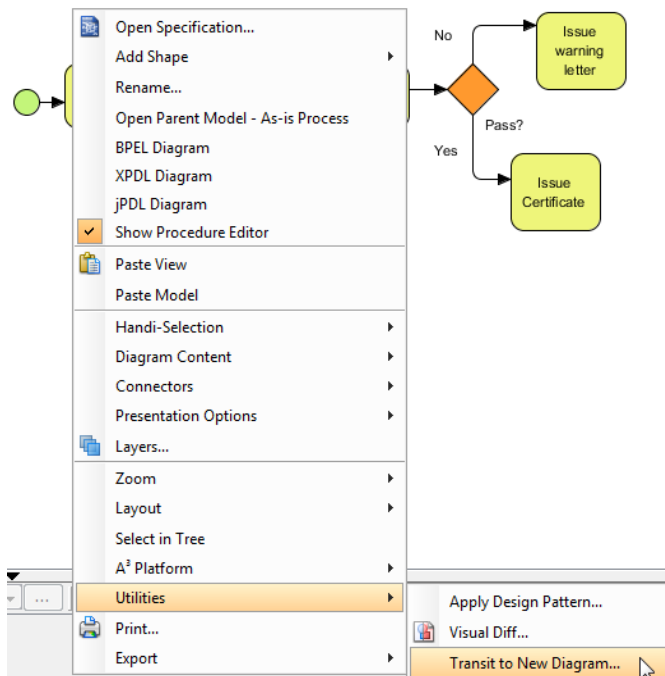 Open Specification...
Add Shape
Rename...
Open Parent Model - As-is Process
BPEL Diagram
XPDL Diagram
jPDL Diagram
Show Procedure Editor
Paste View
Paste Model
Handi-Selection
Diagram Content
Connectors
Presentation Options
Layers...
Zoom
Layout
Select in Tree
A³ Platform
Utilities
Print...
Export
No
Issue
warning
letter
Pass?
Yes
Issue
Certificate
...
Apply Design Pattern...
Visual Diff...
Transit to New Diagram...